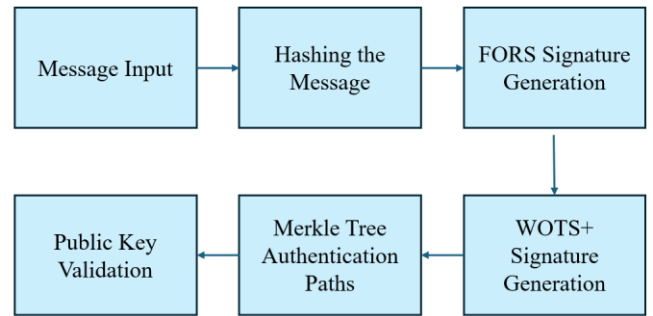 Message Input
Hashing the
Message
FORS Signature
Generation
WOTS+
Signature
Generation
Merkle Tree
Authentication
Paths
Public Key
Validation